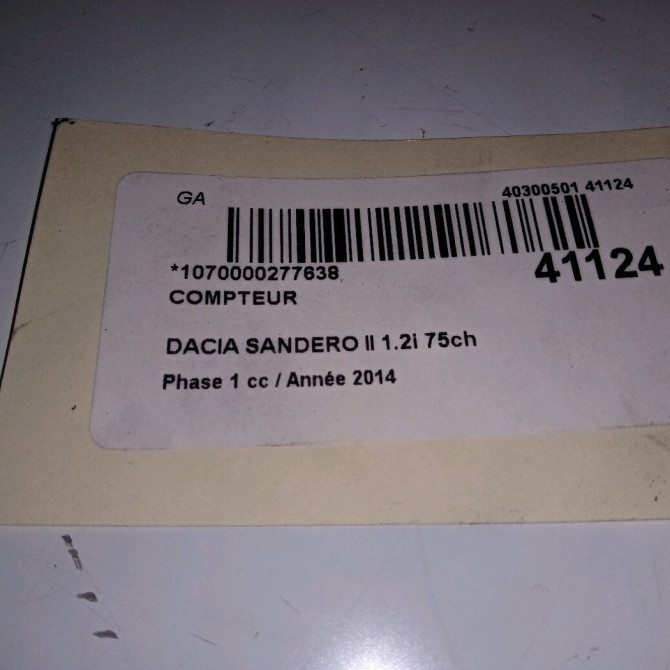 GA
40300501 41124
*1070000277638
41124
COMPTEUR
DACIA SANDERO II 1.2i 75ch
Phase 1 cc / Année 2014